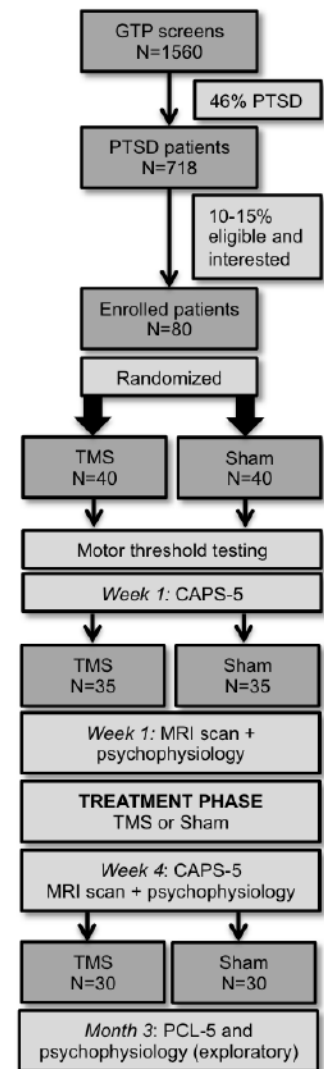 GTP screens
N=1560
46% PTSD
PTSD patients
N=718
10-15%
eligible and
interested
Enrolled patients
N=80
Randomized
TMS
N=40
Sham
N=40
Motor threshold testing
Week 1: CAPS-5
TMS
N=35
Sham
N=35
Week 1: MRI scan +
psychophysiology
TREATMENT PHASE
TMS or Sham
Week 4: CAPS-5
MRI scan + psychophysiology
TMS
N=30
Sham
N=30
Month 3: PCL-5 and
psychophysiology (exploratory)